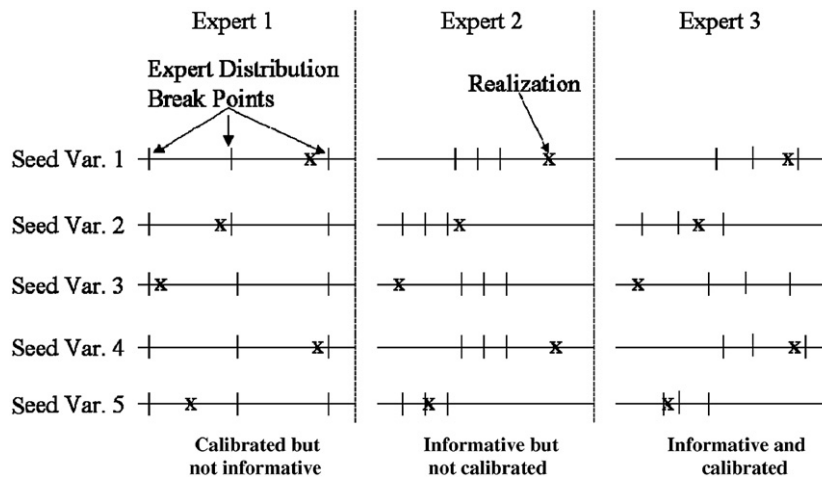 Expert 1
Expert 2
Expert 3
Expert Distribution
Break Points
Realization
Seed Var. 1
x
x
x
Seed Var. 2
x
x
x
Seed Var. 3
x
x
x
Seed Var. 4
x
x
x
Seed Var. 5
x
x
x
Calibrated but
not informative
Informative but
not calibrated
Informative and
calibrated